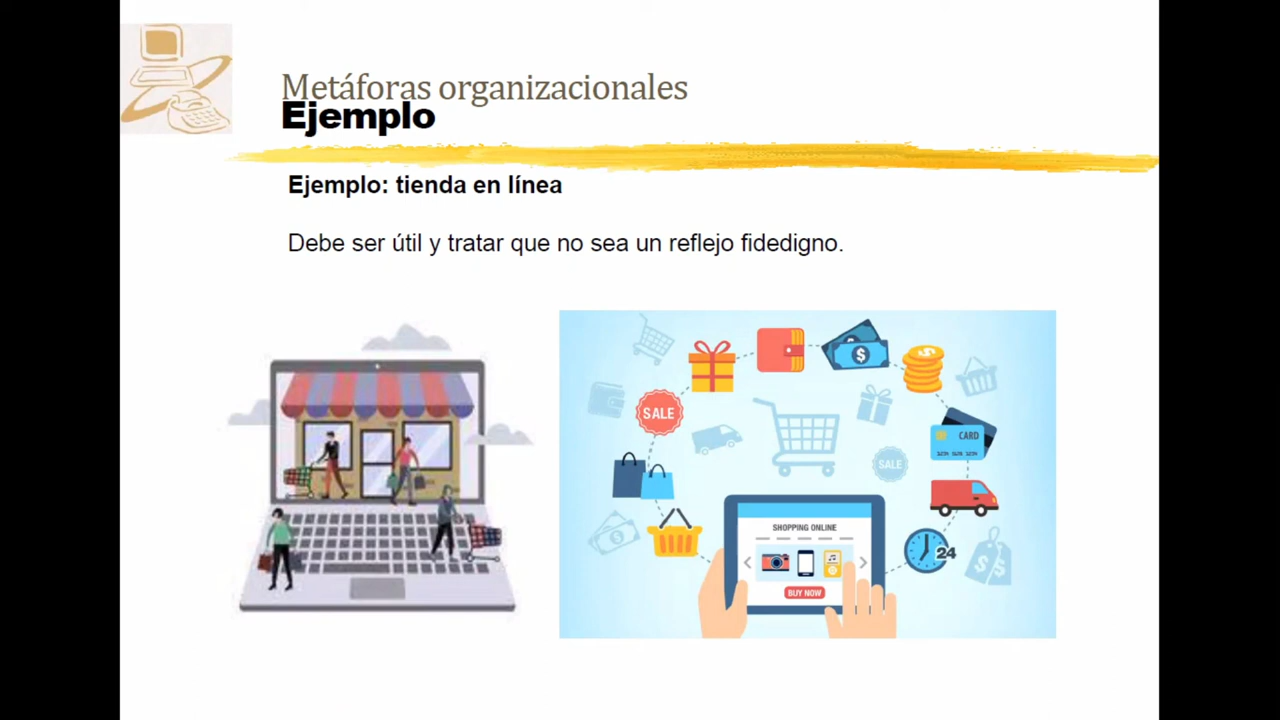 Metáforas organizacionales
Ejemplo
Ejemplo: tienda en línea
Debe ser útil y tratar que no sea un reflejo fidedigno.
SALE
CARD
SALE
SHOPPING ONLINE
24
BUY NOW